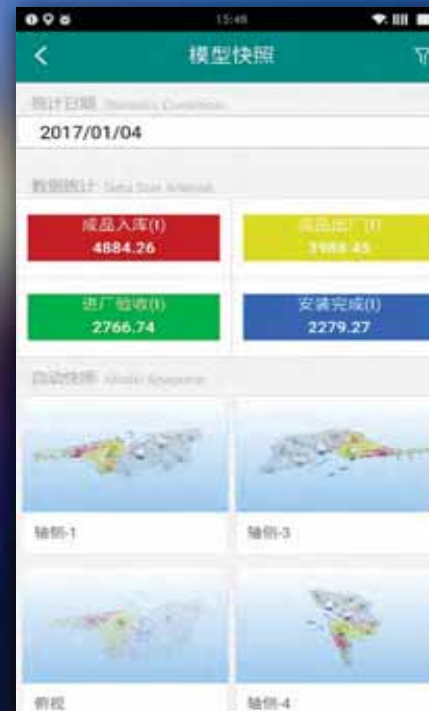 15:48
模型快照
统计日期
2017/01/04
数据统计
成品入库(t)
4884.26
成品出厂(t)
3988.45
进厂验收(t)
2766.74
安装完成(t)
2279.27
自动快照
轴侧-1
轴侧-3
俯视
轴侧-4